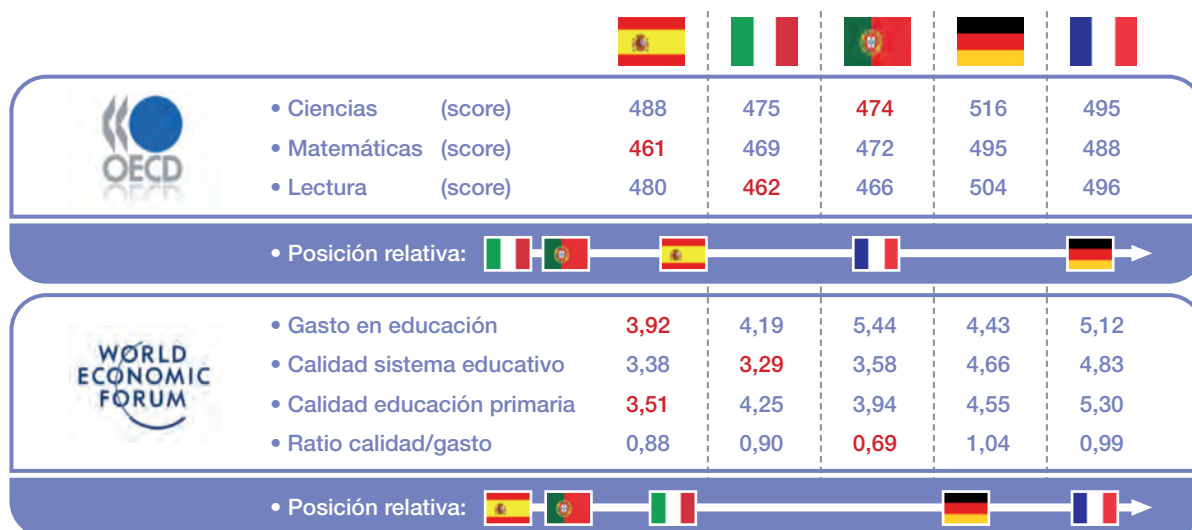 OECD
• Ciencias (score) 488 475 474 516 495
• Matemáticas (score) 461 469 472 495 488
• Lectura (score) 480 462 466 504 496
• Posición relativa:
WORLD
ECONOMIC
FORUM
• Gasto en educación 3,92 4,19 5,44 4,43 5,12
• Calidad sistema educativo 3,38 3,29 3,58 4,66 4,83
• Calidad educación primaria 3,51 4,25 3,94 4,55 5,30
• Ratio calidad/gasto 0,88 0,90 0,69 1,04 0,99
• Posición relativa: